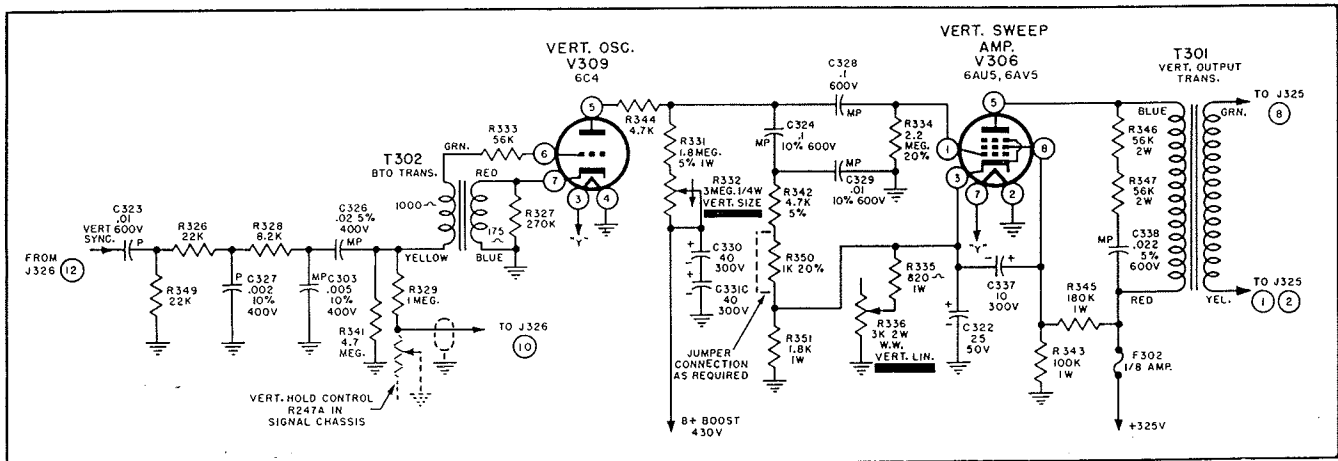 VERT. OSC.
V309
6C4
VERT. SWEEP
AMP.
V306
6AU5, 6AV5
T301
VERT. OUTPUT
TRANS.
TO J325
8
BLUE
GRN.
C328
.1
600V
MP
5
R344
4.7K
R333
56K
GRN.
6
7
3
4
"Y"
T302
BTO TRANS.
RED
1000~
175
YELLOW
BLUE
R327
270K
R331
1.8MEG.
5% 1W
R332
3MEG. 1/4W
VERT. SIZE
C324
.1
10% 600V
MP
MP
C329
.01
10% 600V
R334
2.2
MEG.
20%
1
5
8
3
7
2
"Y"
R346
56K
2W
R347
56K
2W
MP
C338
.022
5%
600V
RED
YEL.
TO J325
1 2
C323
.01
600V
VERT
SYNC.
P
FROM
J326 12
R326
22K
R328
8.2K
C326
.02 5%
400V
MP
R349
22K
P
C327
.002
10%
400V
MP
C303
.005
10%
400V
R341
4.7
MEG.
R329
1 MEG.
TO J326
10
VERT. HOLD CONTROL
R247A IN
SIGNAL CHASSIS
+
C330
40
300V
-
+
C331C
40
300V
-
R342
4.7K
5%
R350
1K 20%
R351
1.8K
1W
JUMPER
CONNECTION
AS REQUIRED
B+ BOOST
430V
R335
820~
1W
R336
3K 2W
W.W.
VERT. LIN.
- +
C337
10
300V
+
-
C322
25
50V
R345
180K
1W
R343
100K
1W
F302
1/8 AMP.
+325V